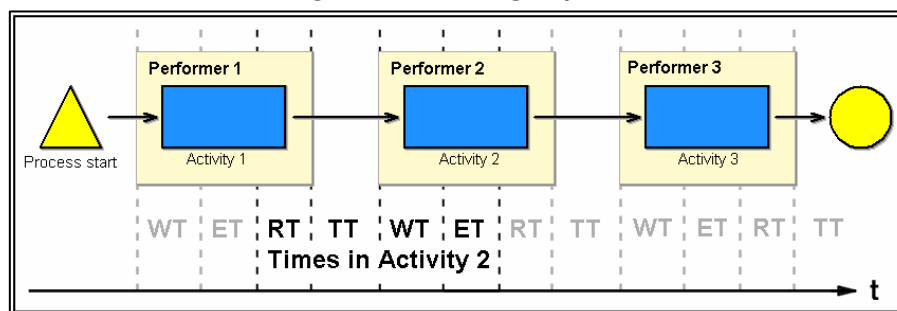 Performer 1 Performer 2 Performer 3
Process start Activity 1 Activity 2 Activity 3
WT ET RT TT WT ET RT TT WT ET RT TT
Times in Activity 2
t